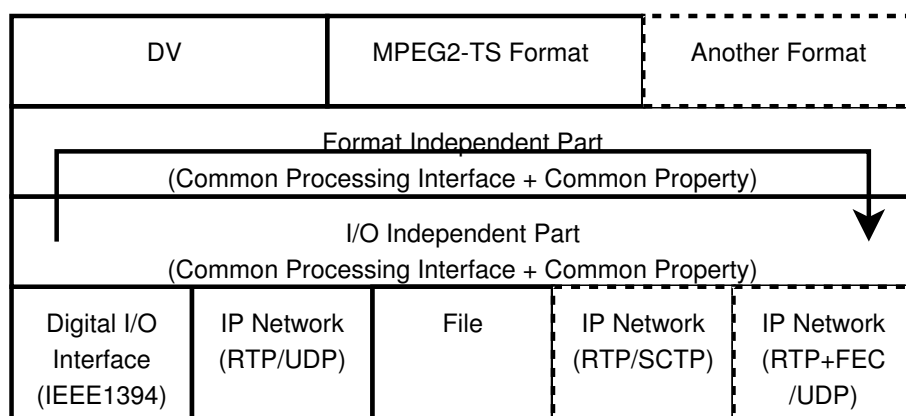 DV
MPEG2-TS Format
Another Format
Format Independent Part
(Common Processing Interface + Common Property)
I/O Independent Part
(Common Processing Interface + Common Property)
Digital I/O
Interface
(IEEE1394)
IP Network
(RTP/UDP)
File
IP Network
(RTP/SCTP)
IP Network
(RTP+FEC
/UDP)